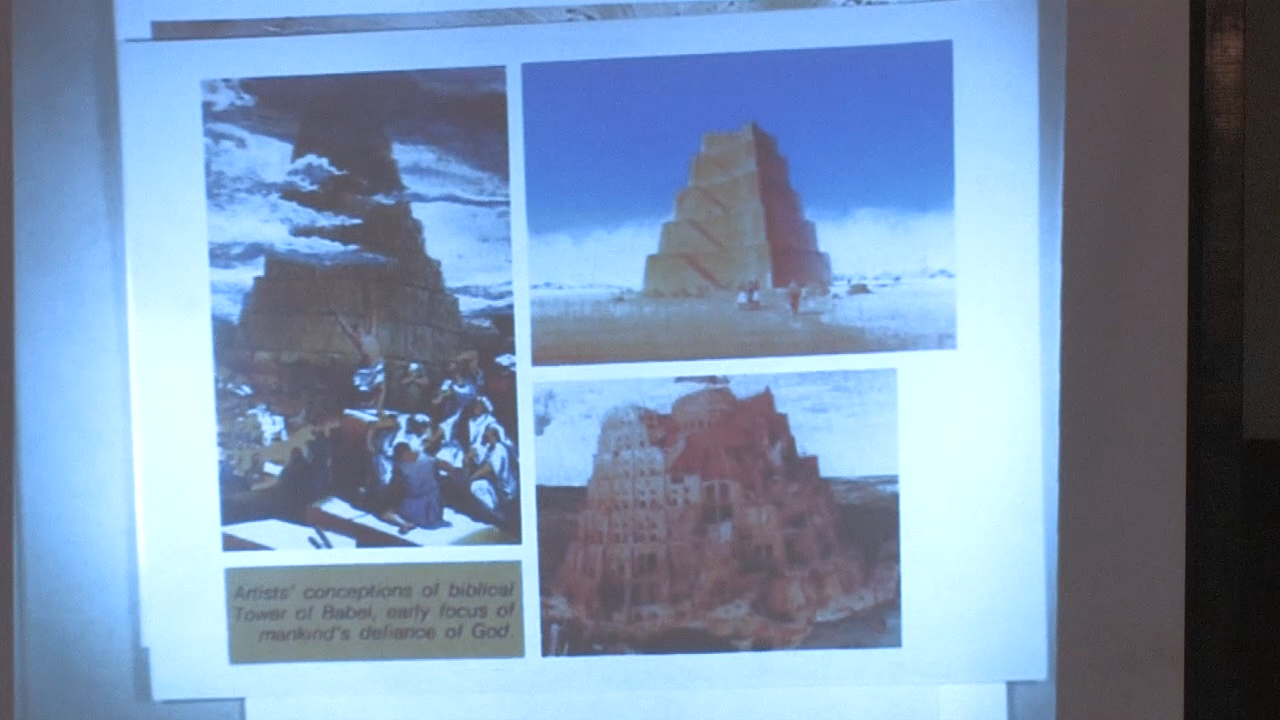 Artists' conceptions of biblical
Tower of Babel, early focus of
mankind's defiance of God.